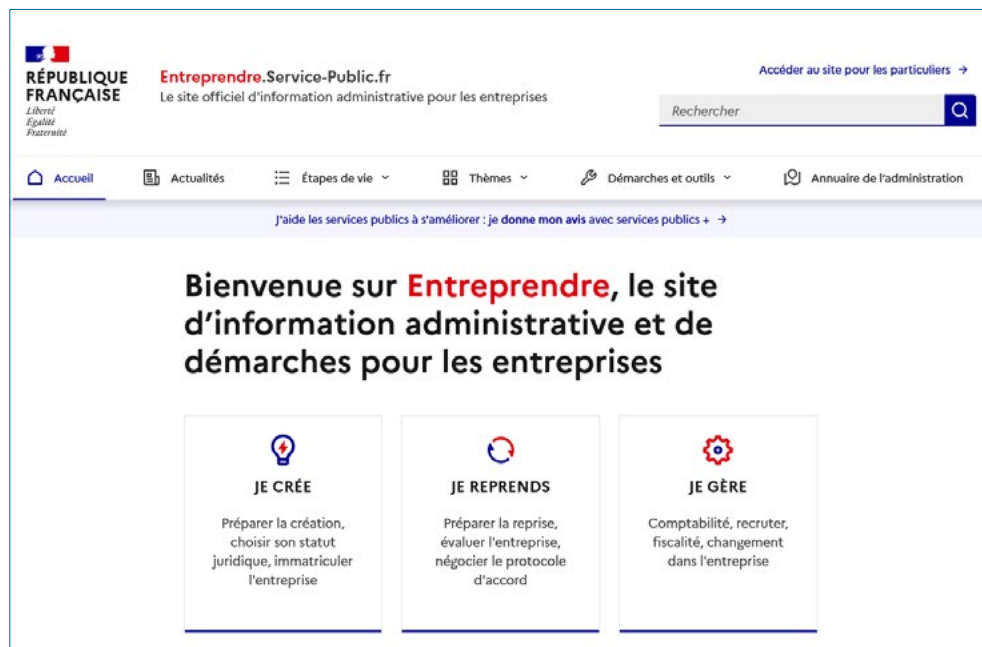 RÉPUBLIQUE
FRANÇAISE
Liberté
Égalité
Fraternité
Entreprendre.Service-Public.fr
Le site officiel d'information administrative pour les entreprises
Accéder au site pour les particuliers →
Rechercher
Accueil
Actualités
Étapes de vie
Thèmes
Démarches et outils
Annuaire de l'administration
J'aide les services publics à s'améliorer : je donne mon avis avec services publics + →
Bienvenue sur Entreprendre, le site
d'information administrative et de
démarches pour les entreprises
JE CRÉE
Préparer la création,
choisir son statut
juridique, immatriculer
l'entreprise
JE REPRENDS
Préparer la reprise,
évaluer l'entreprise,
négocier le protocole
d'accord
JE GÈRE
Comptabilité, recruter,
fiscalité, changement
dans l'entreprise